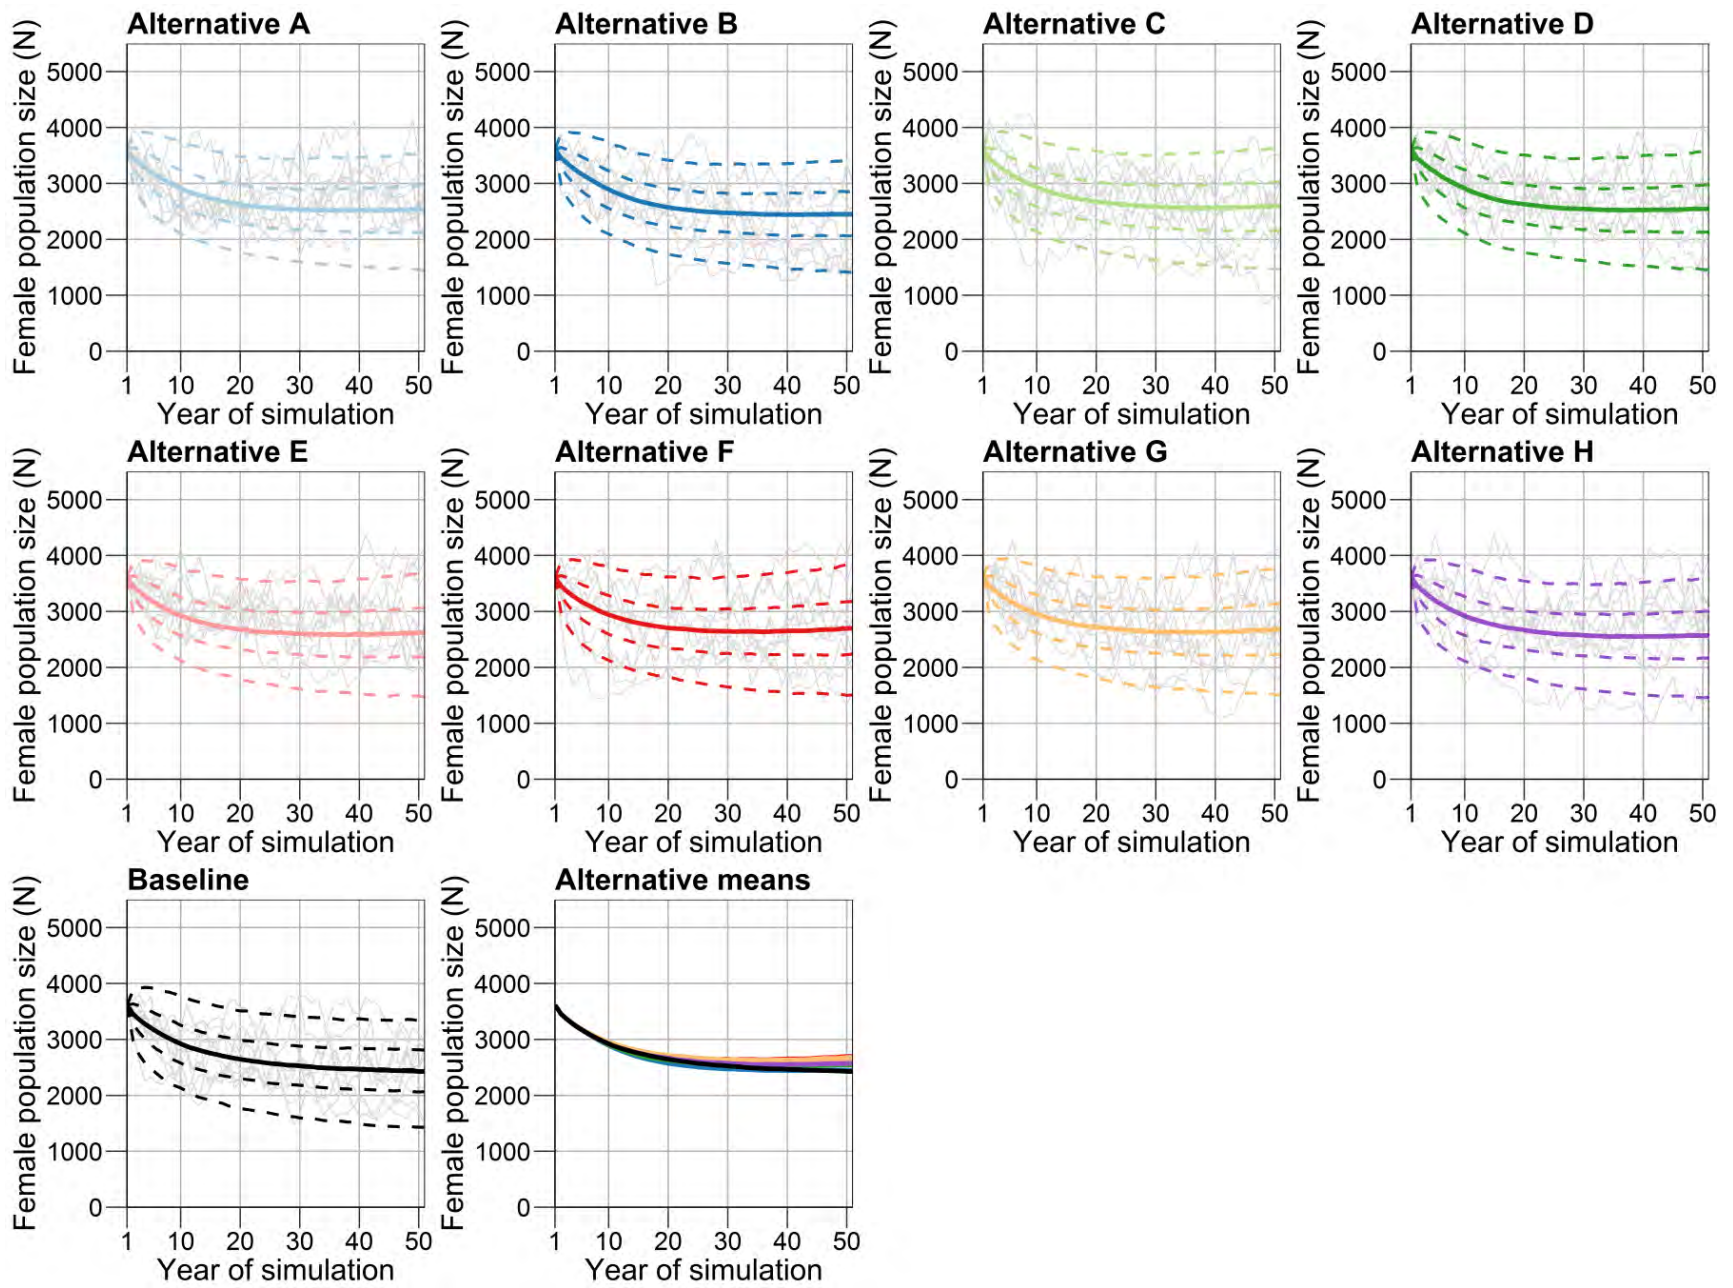 Alternative A
Female population size (N)
5000
4000
3000
2000
1000
0
1 10 20 30 40 50
Year of simulation
Alternative B
Female population size (N)
5000
4000
3000
2000
1000
0
1 10 20 30 40 50
Year of simulation
Alternative C
Female population size (N)
5000
4000
3000
2000
1000
0
1 10 20 30 40 50
Year of simulation
Alternative D
Female population size (N)
5000
4000
3000
2000
1000
0
1 10 20 30 40 50
Year of simulation
Alternative E
Female population size (N)
5000
4000
3000
2000
1000
0
1 10 20 30 40 50
Year of simulation
Alternative F
Female population size (N)
5000
4000
3000
2000
1000
0
1 10 20 30 40 50
Year of simulation
Alternative G
Female population size (N)
5000
4000
3000
2000
1000
0
1 10 20 30 40 50
Year of simulation
Alternative H
Female population size (N)
5000
4000
3000
2000
1000
0
1 10 20 30 40 50
Year of simulation
Baseline
Female population size (N)
5000
4000
3000
2000
1000
0
1 10 20 30 40 50
Year of simulation
Alternative means
Female population size (N)
5000
4000
3000
2000
1000
0
1 10 20 30 40 50
Year of simulation